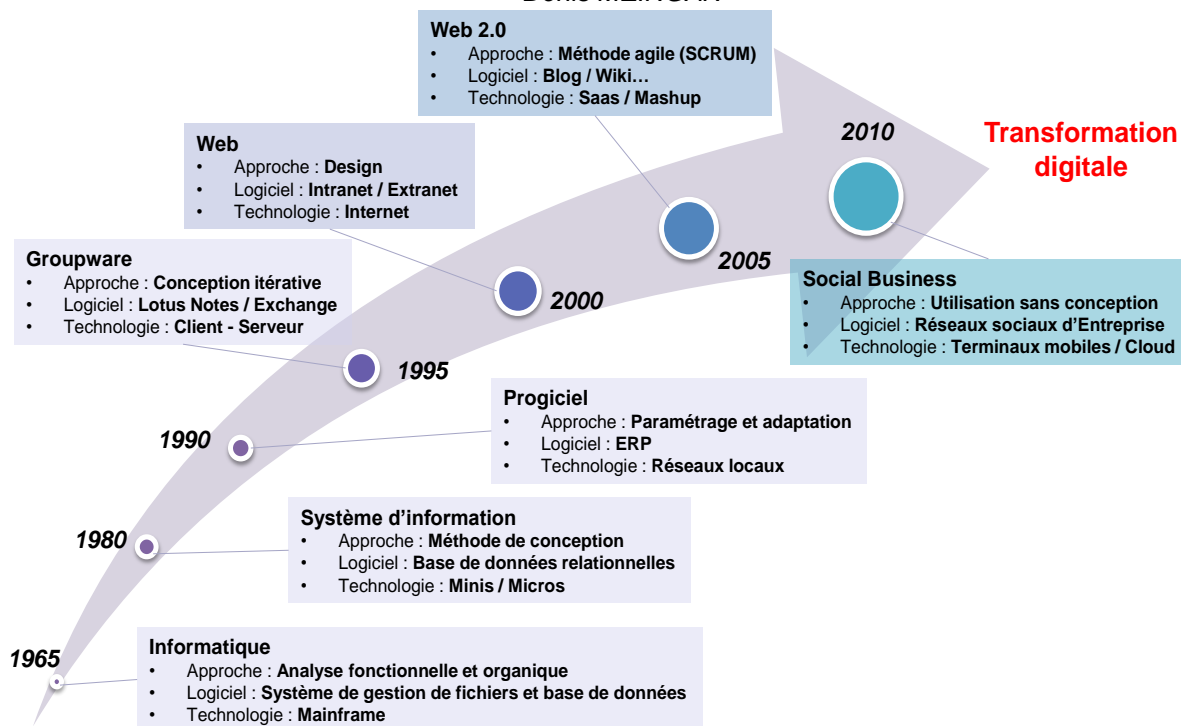 Web 2.0
• Approche : Méthode agile (SCRUM)
• Logiciel : Blog / Wiki…
• Technologie : Saas / Mashup
2010
Transformation
digitale
Web
• Approche : Design
• Logiciel : Intranet / Extranet
• Technologie : Internet
2005
Groupware
• Approche : Conception itérative
• Logiciel : Lotus Notes / Exchange
• Technologie : Client - Serveur
2000
Social Business
• Approche : Utilisation sans conception
• Logiciel : Réseaux sociaux d’Entreprise
• Technologie : Terminaux mobiles / Cloud
1995
Progiciel
• Approche : Paramétrage et adaptation
• Logiciel : ERP
• Technologie : Réseaux locaux
1990
Système d’information
• Approche : Méthode de conception
• Logiciel : Base de données relationnelles
• Technologie : Minis / Micros
1980
Informatique
• Approche : Analyse fonctionnelle et organique
• Logiciel : Système de gestion de fichiers et base de données
• Technologie : Mainframe
1965